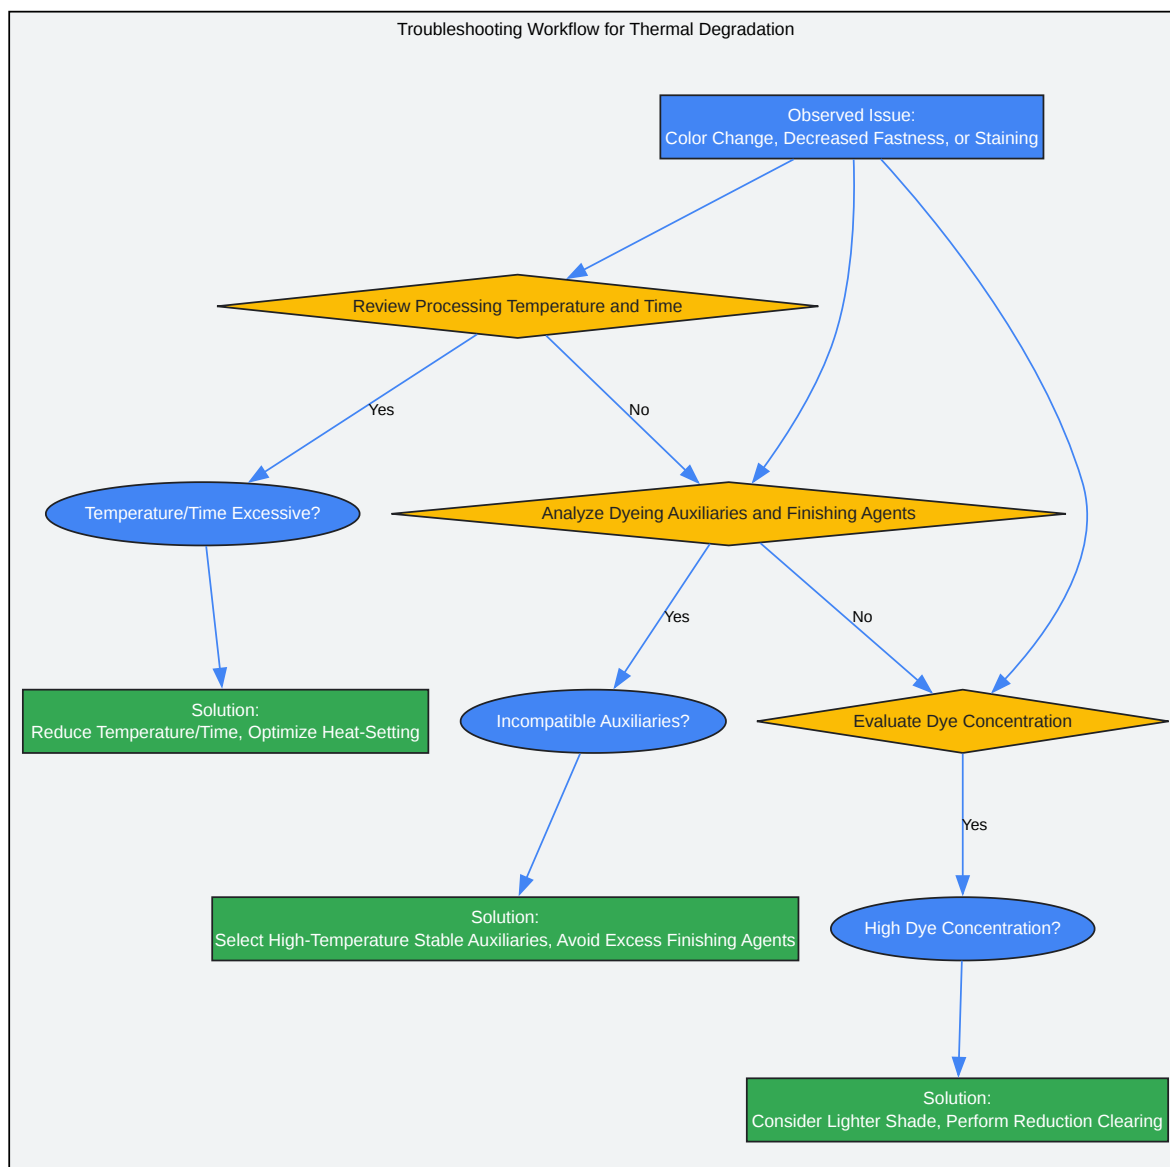 Troubleshooting Workflow for Thermal Degradation
Observed Issue:
Color Change, Decreased Fastness, or Staining
Review Processing Temperature and Time
Yes
No
Temperature/Time Excessive?
Analyze Dyeing Auxiliaries and Finishing Agents
Yes
No
Solution:
Reduce Temperature/Time, Optimize Heat-Setting
Incompatible Auxiliaries?
Evaluate Dye Concentration
Yes
Solution:
Select High-Temperature Stable Auxiliaries, Avoid Excess Finishing Agents
High Dye Concentration?
Solution:
Consider Lighter Shade, Perform Reduction Clearing